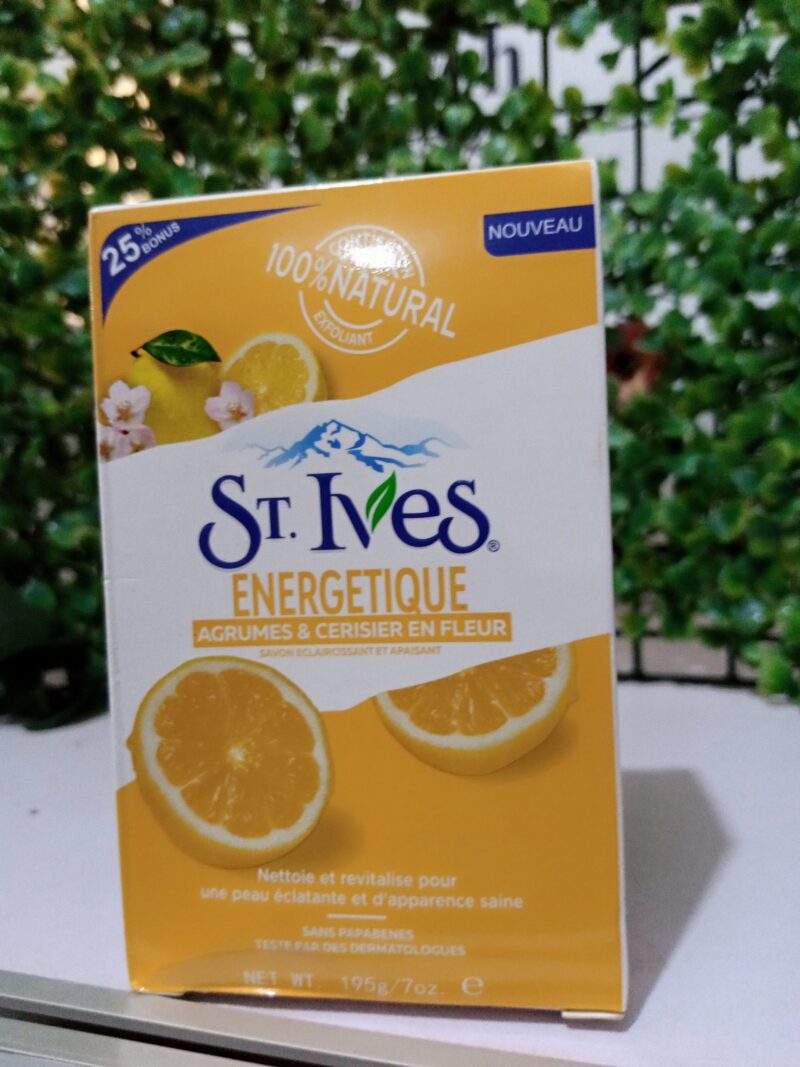 25% BONUS
NOUVEAU
100% NATURAL
EXFOLIANT
ST. IVES®
ENERGETIQUE
AGRUMES & CERISIER EN FLEUR
SAVON ECLAIRCISSANT ET APAISANT
Nettoie et revitalise pour
une peau éclatante et d'apparence saine
SANS PAPABENES
TESTE PAR DES DERMATOLOGUES
NET WT. 195g/7oz. ℮